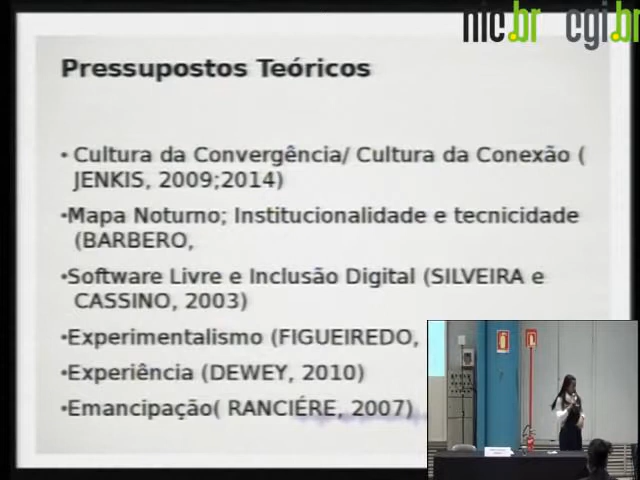 nic.br cgi.br
Pressupostos Teóricos
• Cultura da Convergência/ Cultura da Conexão (
JENKIS, 2009;2014)
•Mapa Noturno; Institucionalidade e tecnicidade
(BARBERO,
•Software Livre e Inclusão Digital (SILVEIRA e
CASSINO, 2003)
•Experimentalismo (FIGUEIREDO,
•Experiência (DEWEY, 2010)
•Emancipação( RANCIÉRE, 2007)